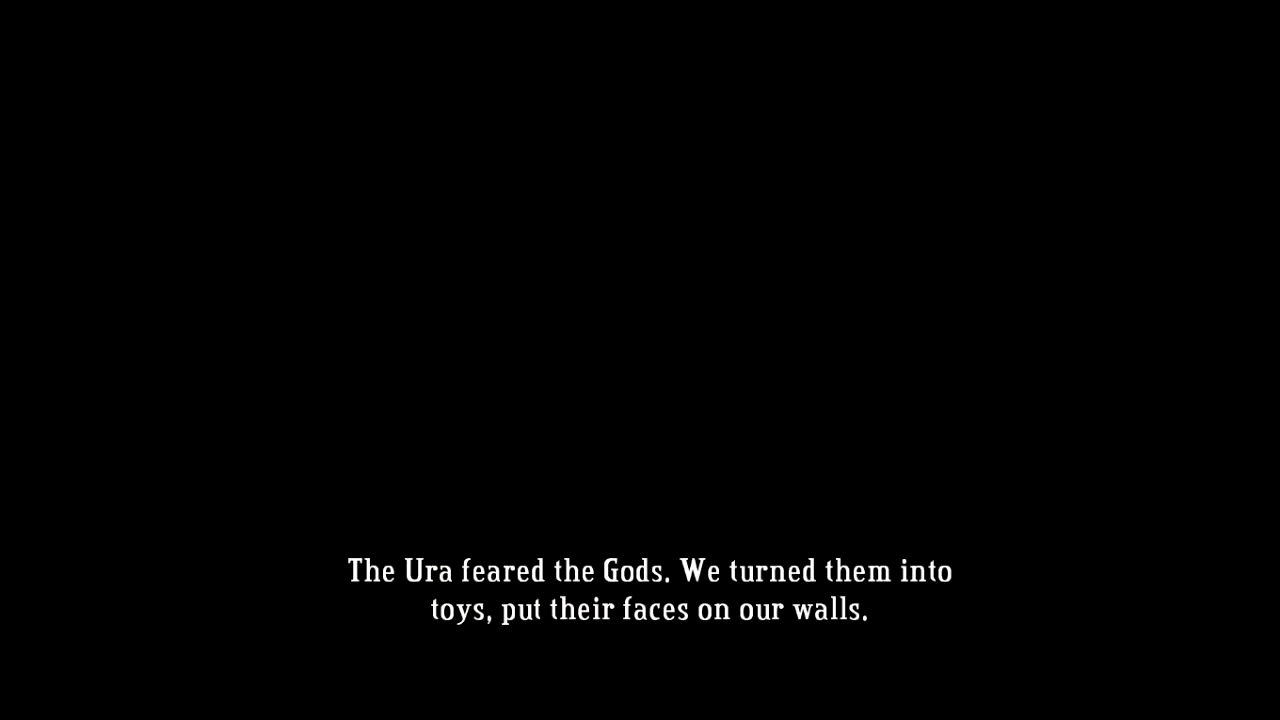 The Ura feared the Gods. We turned them into
toys, put their faces on our walls.